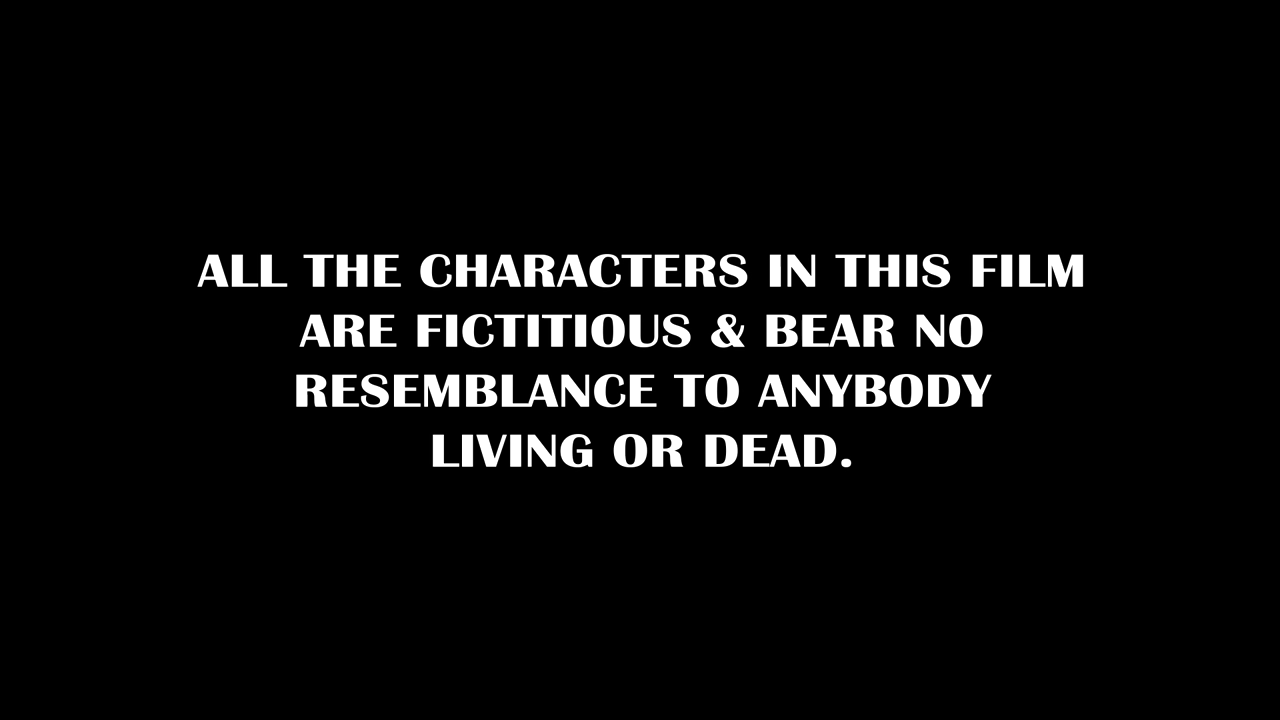 ALL THE CHARACTERS IN THIS FILM
ARE FICTITIOUS & BEAR NO
RESEMBLANCE TO ANYBODY
LIVING OR DEAD.